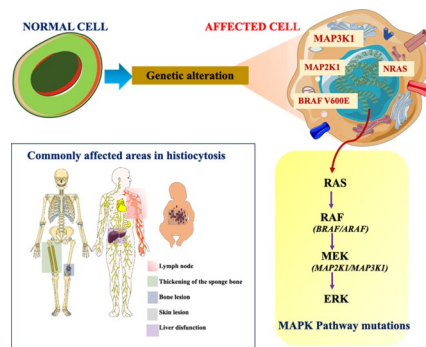 NORMAL CELL
AFFECTED CELL
Genetic alteration
MAP3K1
MAP2K1
NRAS
BRAF V600E
Commonly affected areas in histiocytosis
Lymph node
Thickening of the sponge bone
Bone lesion
Skin lesion
Liver disfunction
RAS
RAF
(BRAF/ARAF)
MEK
(MAP2K1/MAP3K1)
ERK
MAPK Pathway mutations